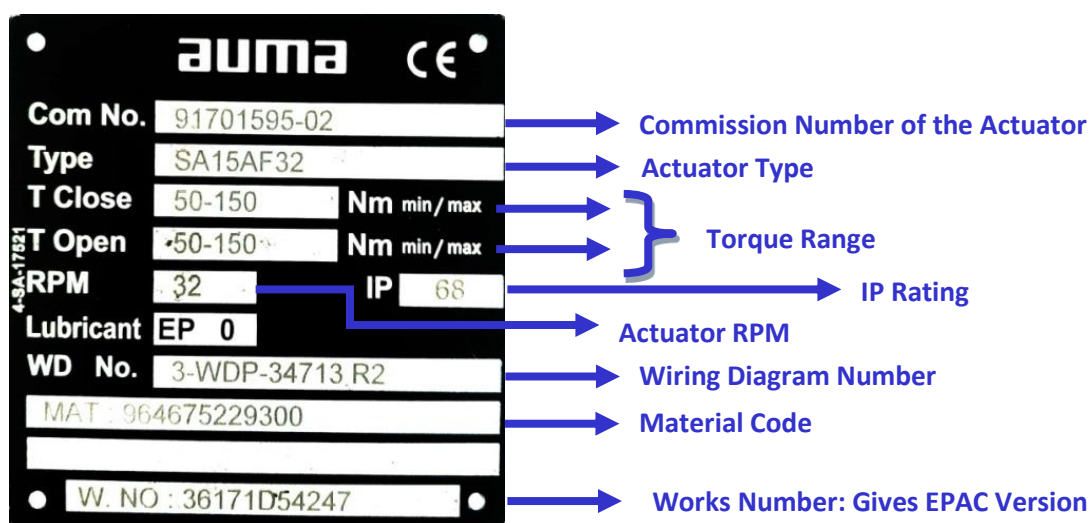 auma CE
Com No. 91701595-02 Commission Number of the Actuator
Type SA15AF32 Actuator Type
T Close 50-150 Nm min/max
T Open 50-150 Nm min/max Torque Range
4-SA-17521
RPM 32 IP 68 IP Rating
Lubricant EP 0 Actuator RPM
WD No. 3-WDP-34713 R2 Wiring Diagram Number
MAT : 964675229300 Material Code
W. NO : 36171D54247 Works Number: Gives EPAC Version